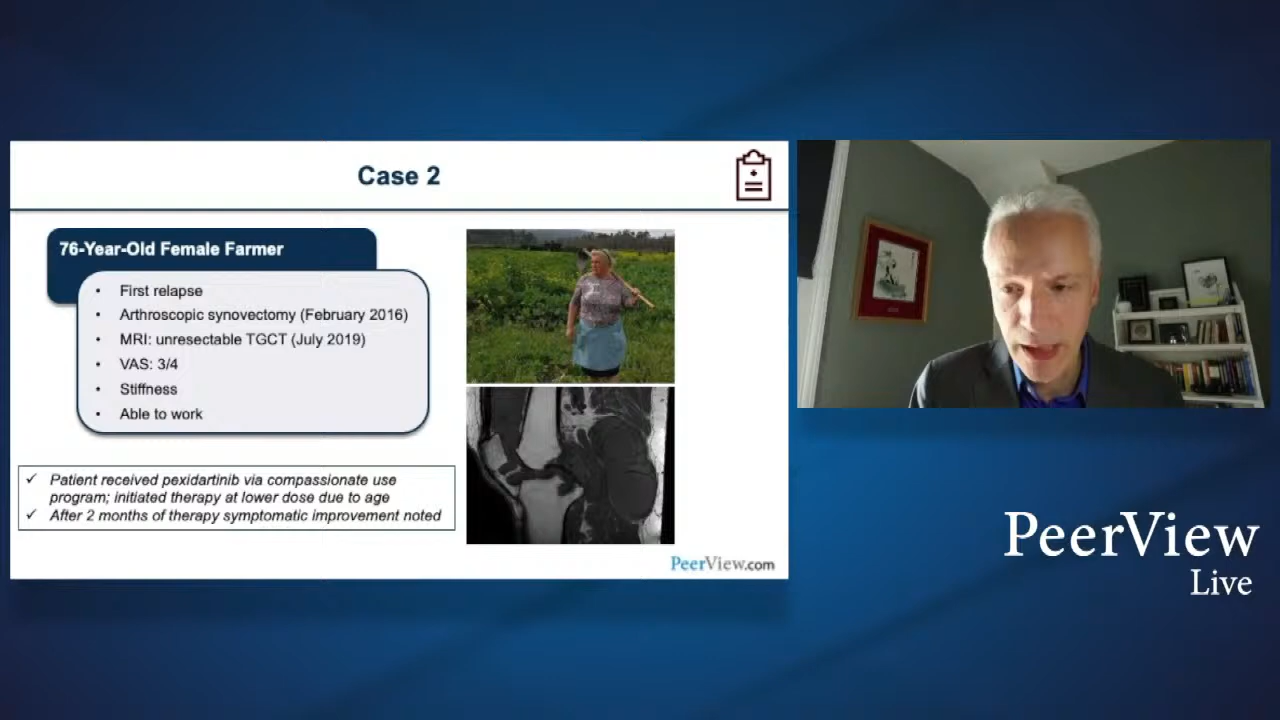 Case 2
76-Year-Old Female Farmer
• First relapse
• Arthroscopic synovectomy (February 2016)
• MRI: unresectable TGCT (July 2019)
• VAS: 3/4
• Stiffness
• Able to work
✓ Patient received pexidartinib via compassionate use
program; initiated therapy at lower dose due to age
✓ After 2 months of therapy symptomatic improvement noted
PeerView.com
PeerView
Live